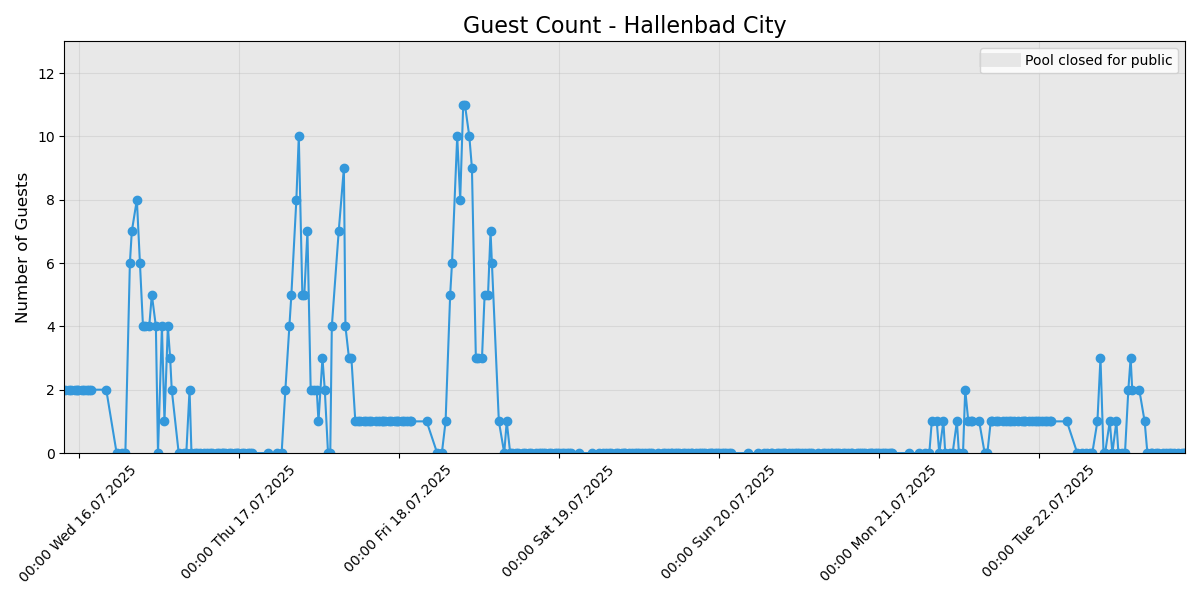 Guest Count - Hallenbad City
Pool closed for public
Number of Guests
12
10
8
6
4
2
0
00:00 Wed 16.07.2025
00:00 Thu 17.07.2025
00:00 Fri 18.07.2025
00:00 Sat 19.07.2025
00:00 Sun 20.07.2025
00:00 Mon 21.07.2025
00:00 Tue 22.07.2025